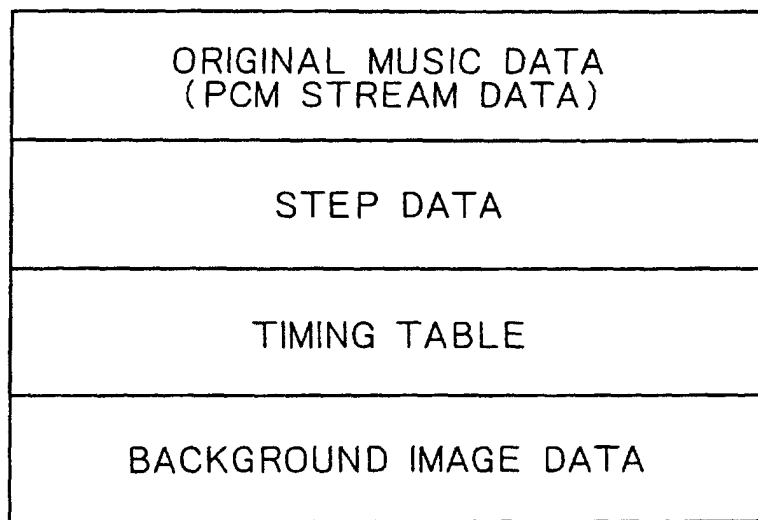 ORIGINAL MUSIC DATA
(PCM STREAM DATA)
STEP DATA
TIMING TABLE
BACKGROUND IMAGE DATA